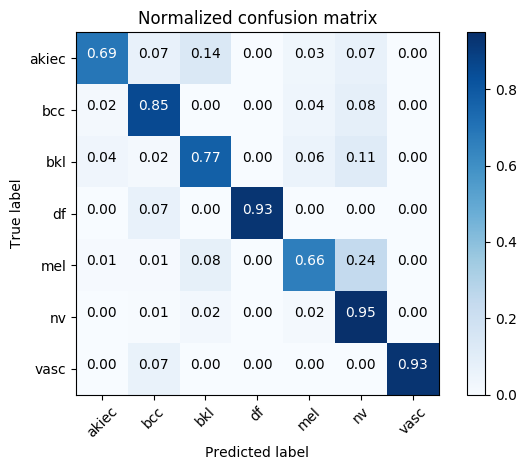 Normalized confusion matrix
akiec 0.69 0.07 0.14 0.00 0.03 0.07 0.00
bcc 0.02 0.85 0.00 0.00 0.04 0.08 0.00
bkl 0.04 0.02 0.77 0.00 0.06 0.11 0.00
df 0.00 0.07 0.00 0.93 0.00 0.00 0.00
mel 0.01 0.01 0.08 0.00 0.66 0.24 0.00
nv 0.00 0.01 0.02 0.00 0.02 0.95 0.00
vasc 0.00 0.07 0.00 0.00 0.00 0.00 0.93
akiec bcc bkl df mel nv vasc
True label
Predicted label
0.8
0.6
0.4
0.2
0.0